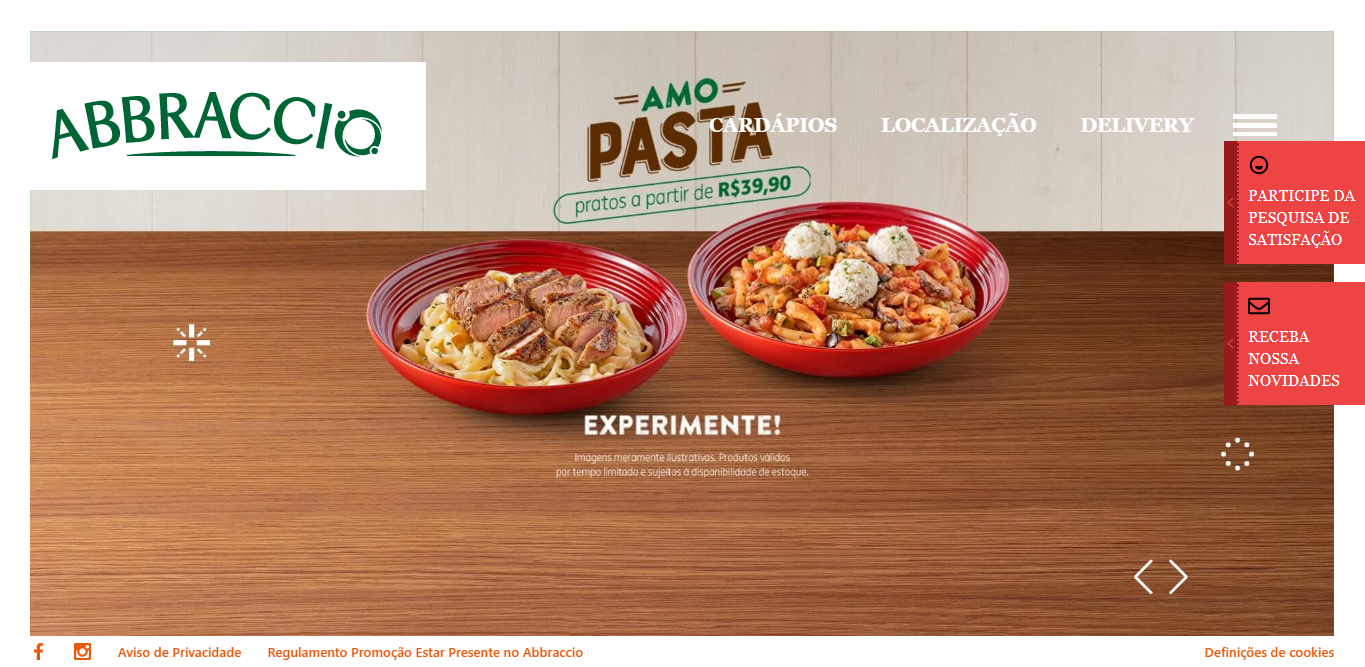 ABBRACCIO
AMO
PASTA
pratos a partir de R$39,90
CARDÁPIOS
LOCALIZAÇÃO
DELIVERY
PARTICIPE DA
PESQUISA DE
SATISFAÇÃO
RECEBA
NOSSA
NOVIDADES
EXPERIMENTE!
Imagens meramente ilustrativas. Produtos válidos
por tempo limitado e sujeitos à disponibilidade de estoque.
Aviso de Privacidade
Regulamento Promoção Estar Presente no Abbraccio
Definições de cookies